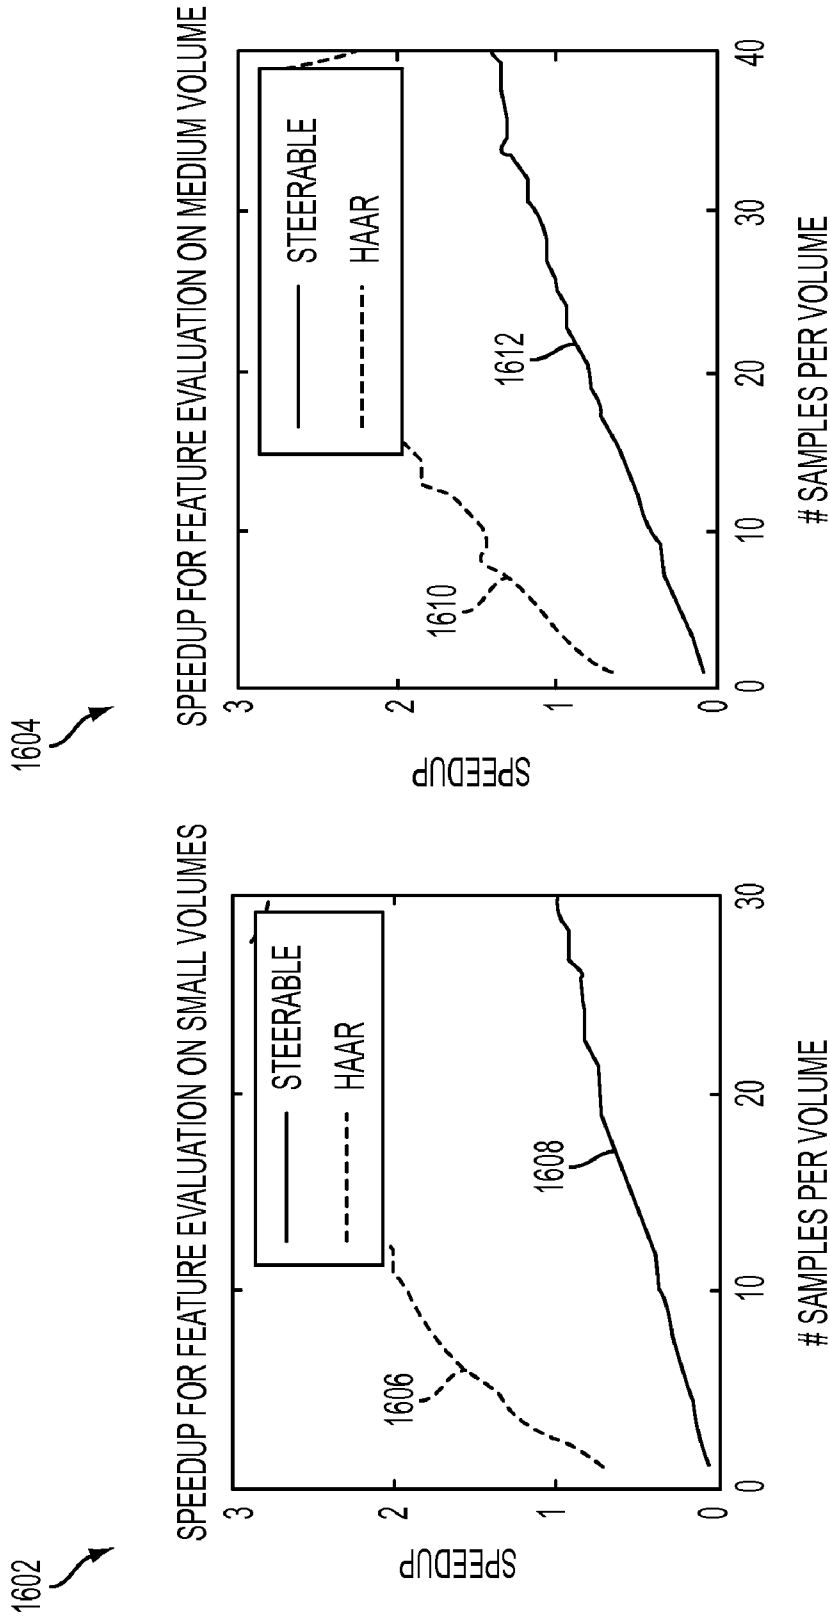 1602
SPEEDUP FOR FEATURE EVALUATION ON SMALL VOLUMES
3
2
1
0
SPEEDUP
STEERABLE
HAAR
1606
1608
0
10
20
30
# SAMPLES PER VOLUME
1604
SPEEDUP FOR FEATURE EVALUATION ON MEDIUM VOLUME
3
2
1
0
SPEEDUP
STEERABLE
HAAR
1610
1612
0
10
20
30
40
# SAMPLES PER VOLUME